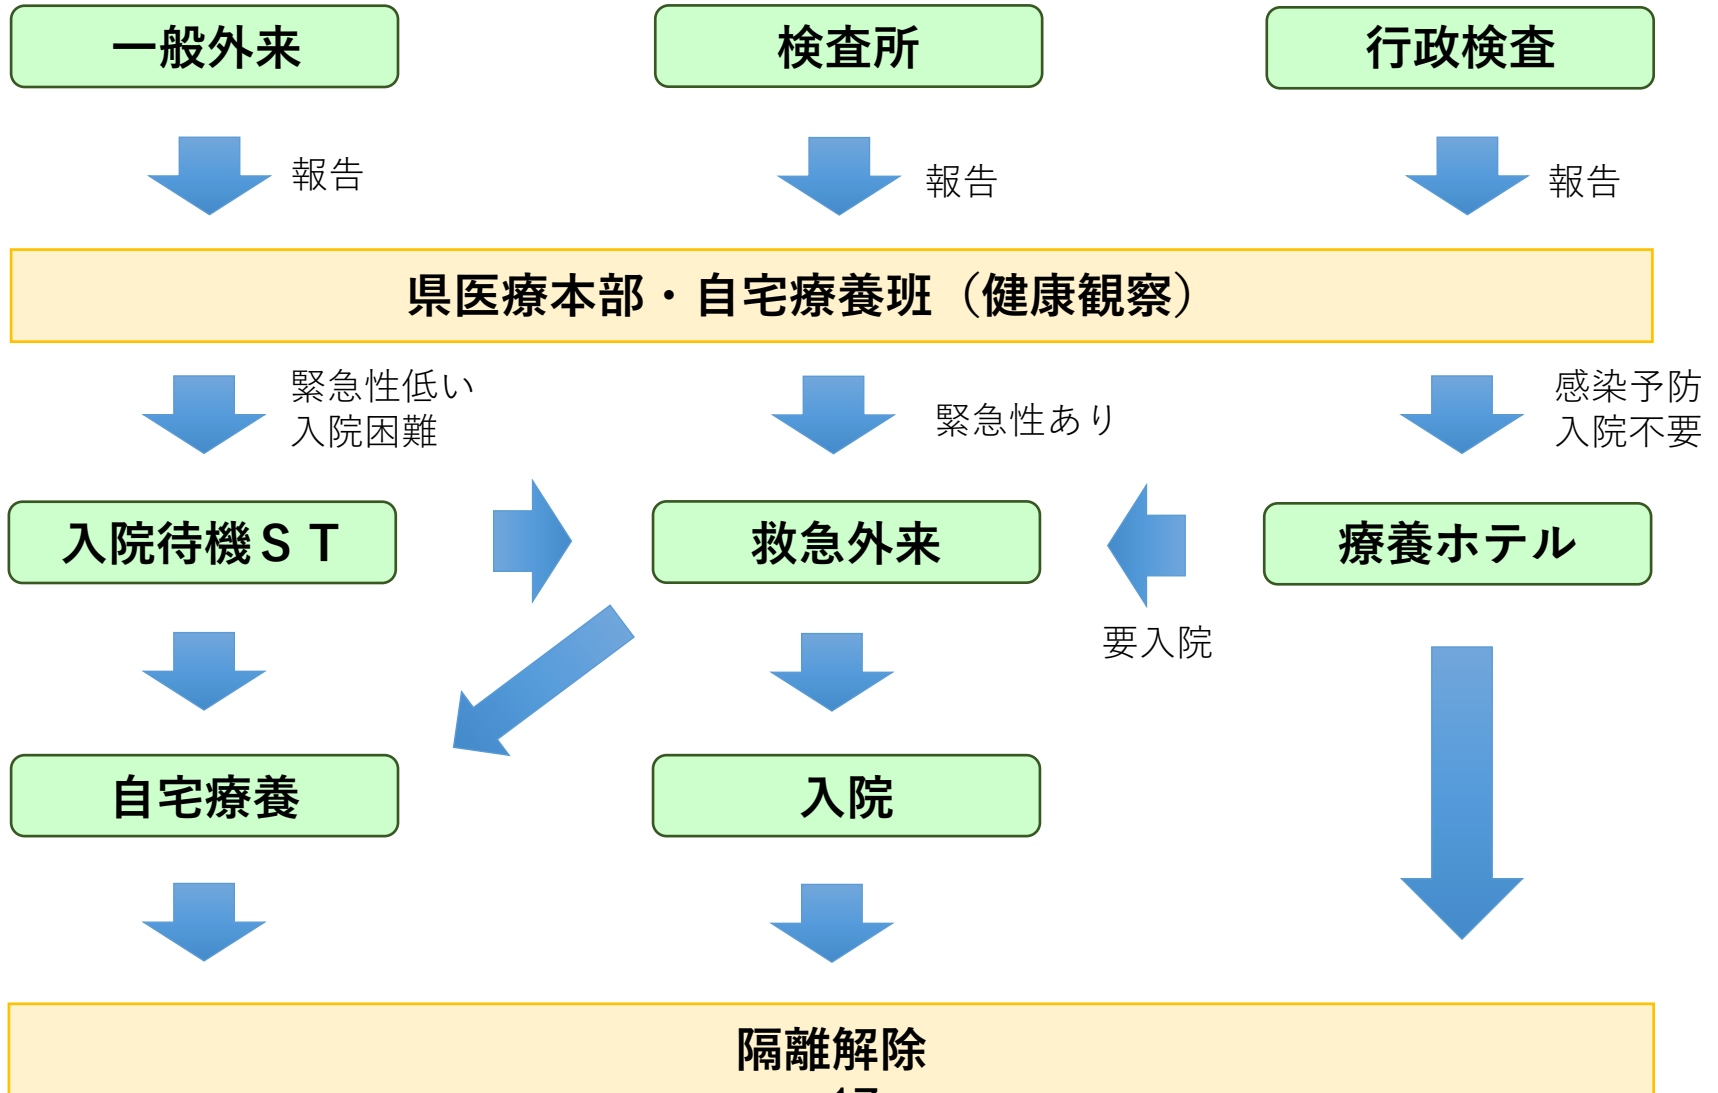 一般外来
検査所
行政検査
報告
報告
報告
県医療本部・自宅療養班（健康観察）
緊急性低い
入院困難
緊急性あり
感染予防
入院不要
入院待機ＳＴ
救急外来
療養ホテル
要入院
自宅療養
入院
隔離解除